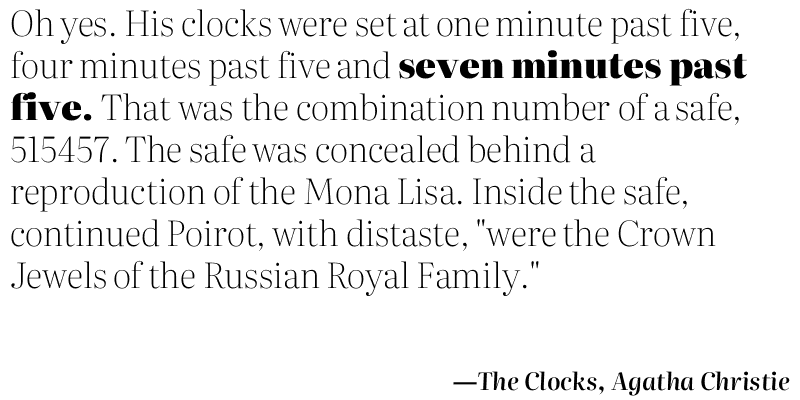 Oh yes. His clocks were set at one minute past five,
four minutes past five and seven minutes past
five. That was the combination number of a safe,
515457. The safe was concealed behind a
reproduction of the Mona Lisa. Inside the safe,
continued Poirot, with distaste, "were the Crown
Jewels of the Russian Royal Family."
—The Clocks, Agatha Christie